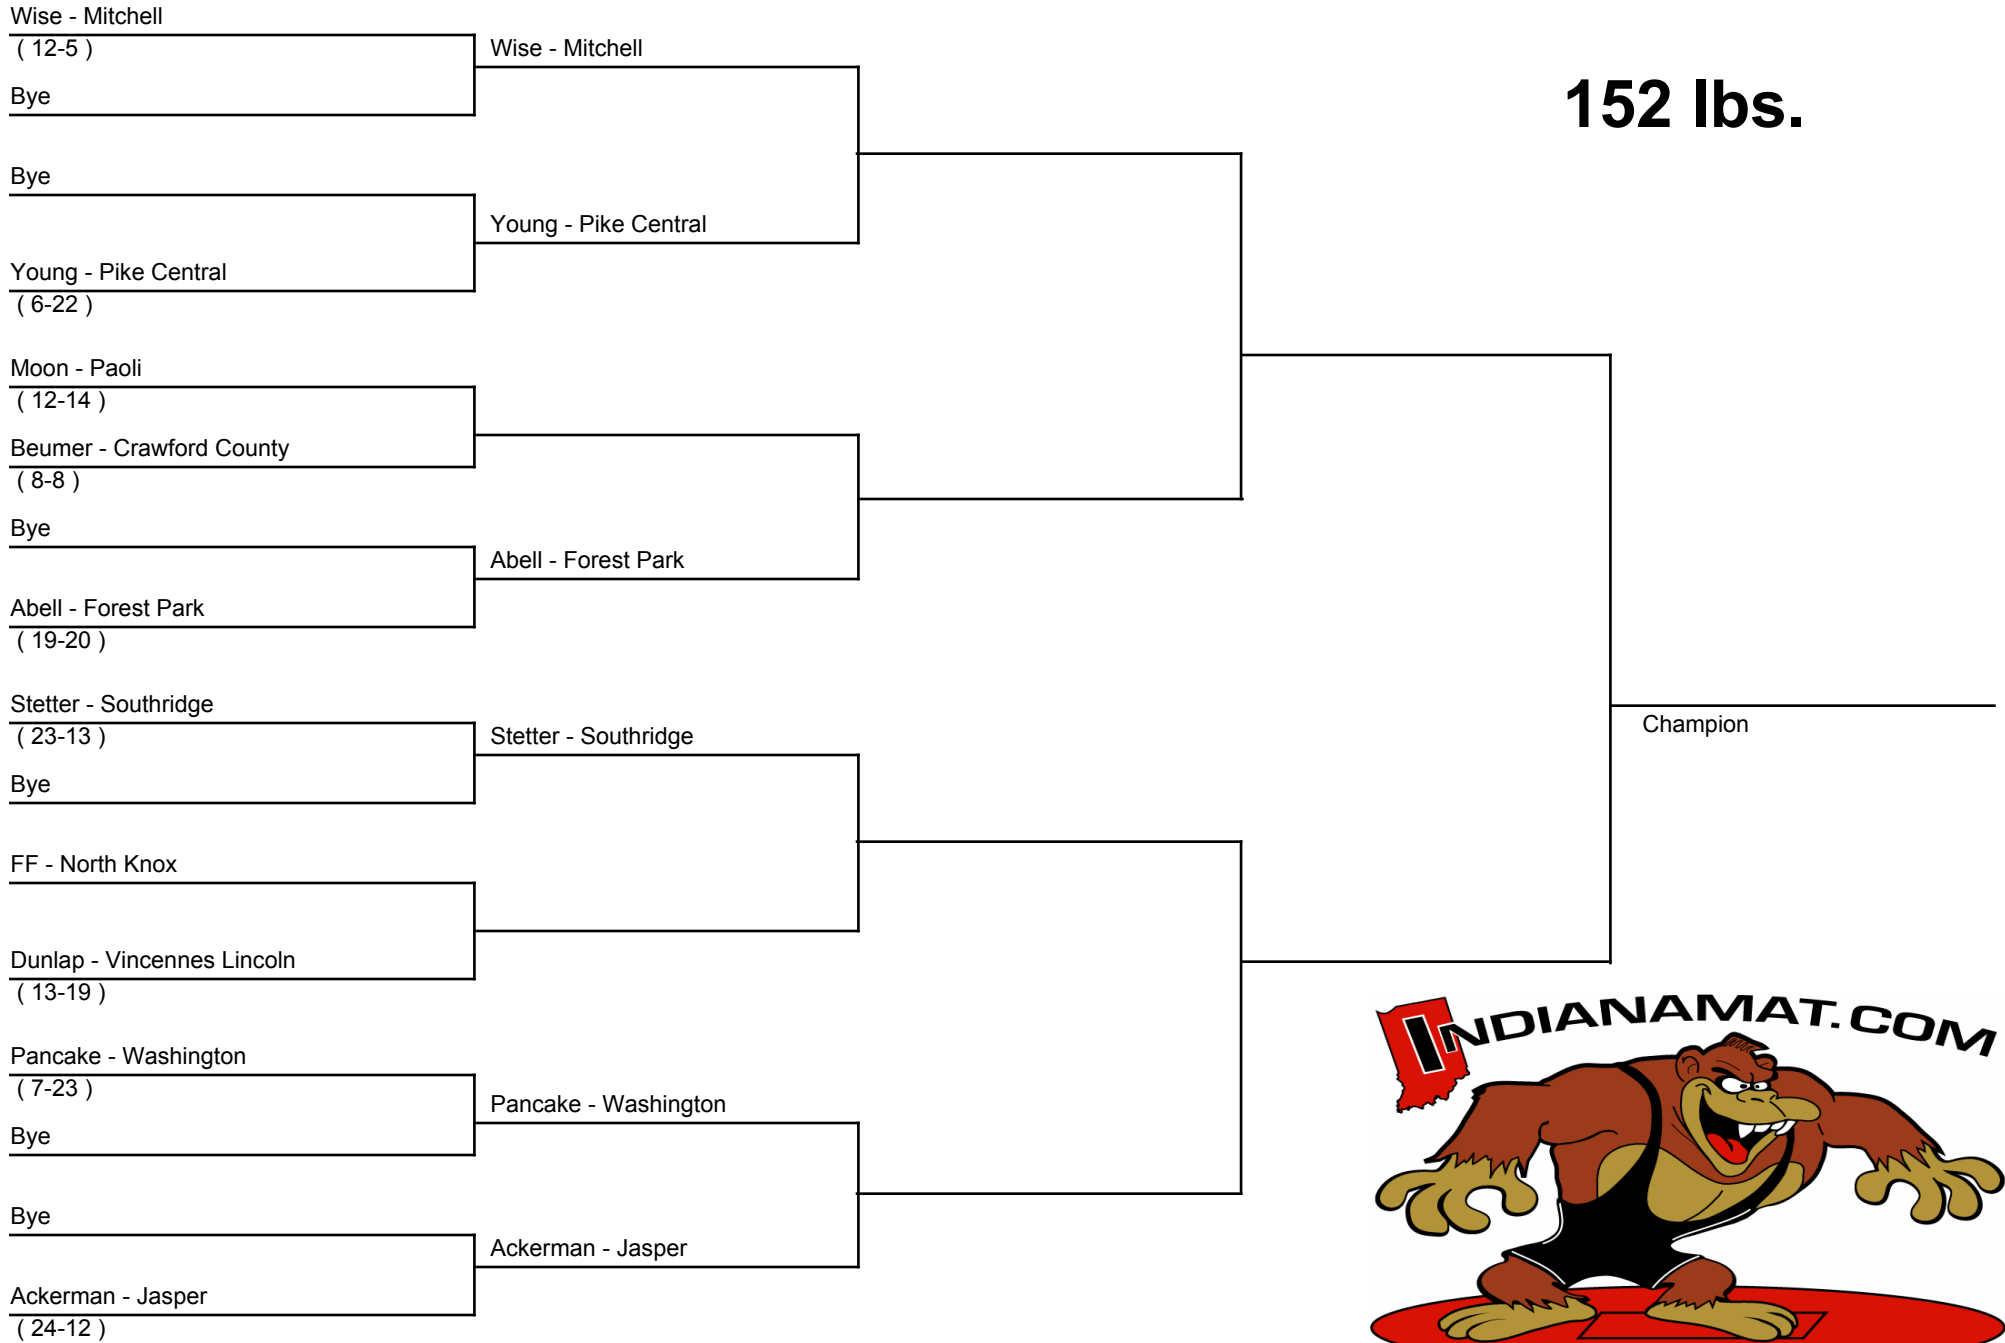 Wise - Mitchell
( 12-5 )
Bye
Bye
Young - Pike Central
( 6-22 )
Moon - Paoli
( 12-14 )
Beumer - Crawford County
( 8-8 )
Bye
Abell - Forest Park
( 19-20 )
Stetter - Southridge
( 23-13 )
Bye
FF - North Knox
Dunlap - Vincennes Lincoln
( 13-19 )
Pancake - Washington
( 7-23 )
Bye
Bye
Ackerman - Jasper
( 24-12 )
Wise - Mitchell
Young - Pike Central
Abell - Forest Park
Stetter - Southridge
Pancake - Washington
Ackerman - Jasper
152 lbs.
Champion
INDIANAMAT.COM